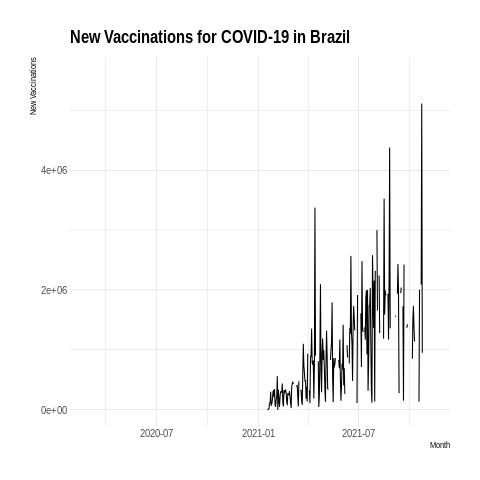 New Vaccinations for COVID-19 in Brazil
New Vaccinations
4e+06
2e+06
0e+00
2020-07 2021-01 2021-07
Month